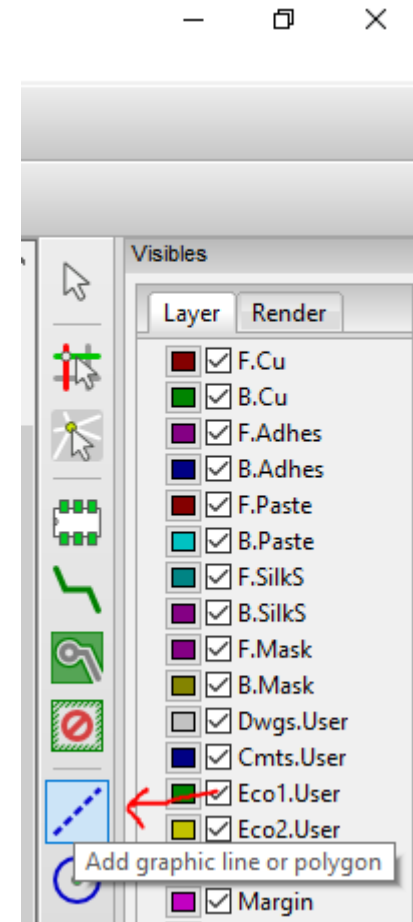 Visibles
Layer Render
F.Cu
B.Cu
F.Adhes
B.Adhes
F.Paste
B.Paste
F.SilkS
B.SilkS
F.Mask
B.Mask
Dwgs.User
Cmts.User
Eco1.User
Eco2.User
Add graphic line or polygon
Margin